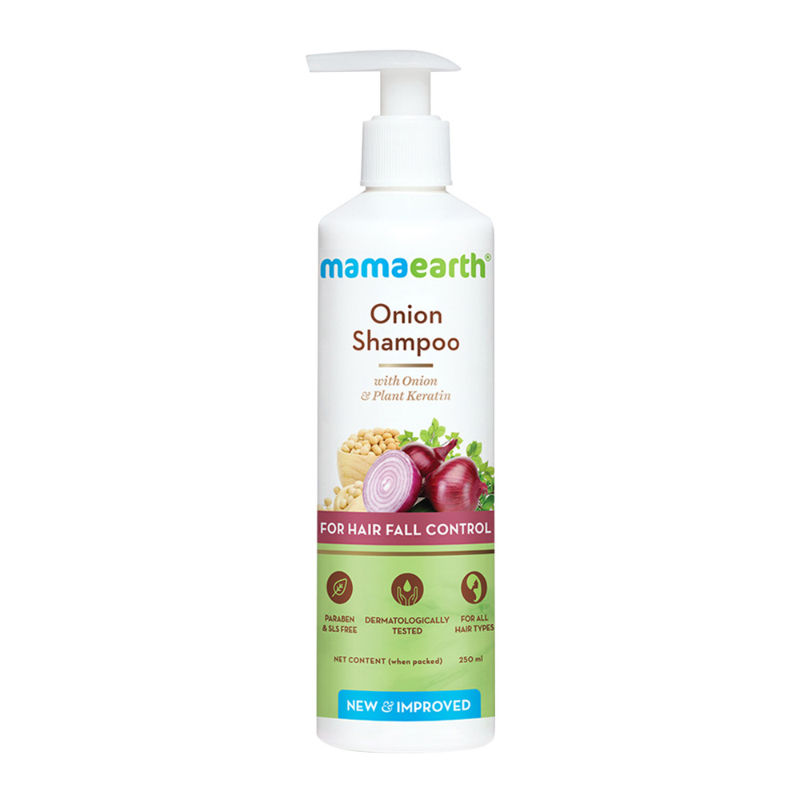 mamaearth®
Onion
Shampoo
with Onion
& Plant Keratin
FOR HAIR FALL CONTROL
PARABEN
& SLS FREE
DERMATOLOGICALLY
TESTED
FOR ALL
HAIR TYPES
NET CONTENT (when packed) 250 ml
NEW & IMPROVED